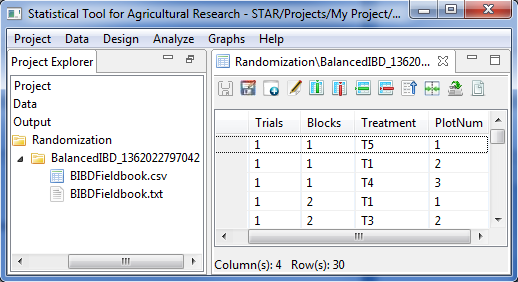 Statistical Tool for Agricultural Research - STAR/Projects/My Project/...
Project Data Design Analyze Graphs Help
Project Explorer
Project
Data
Output
Randomization
BalancedIBD_1362022797042
BIBDFieldbook.csv
BIBDFieldbook.txt
Randomization\BalancedIBD_13620...
Trials Blocks Treatment PlotNum
1 1 T5 1
1 1 T1 2
1 1 T4 3
1 2 T1 1
1 2 T3 2
Column(s): 4 Row(s): 30